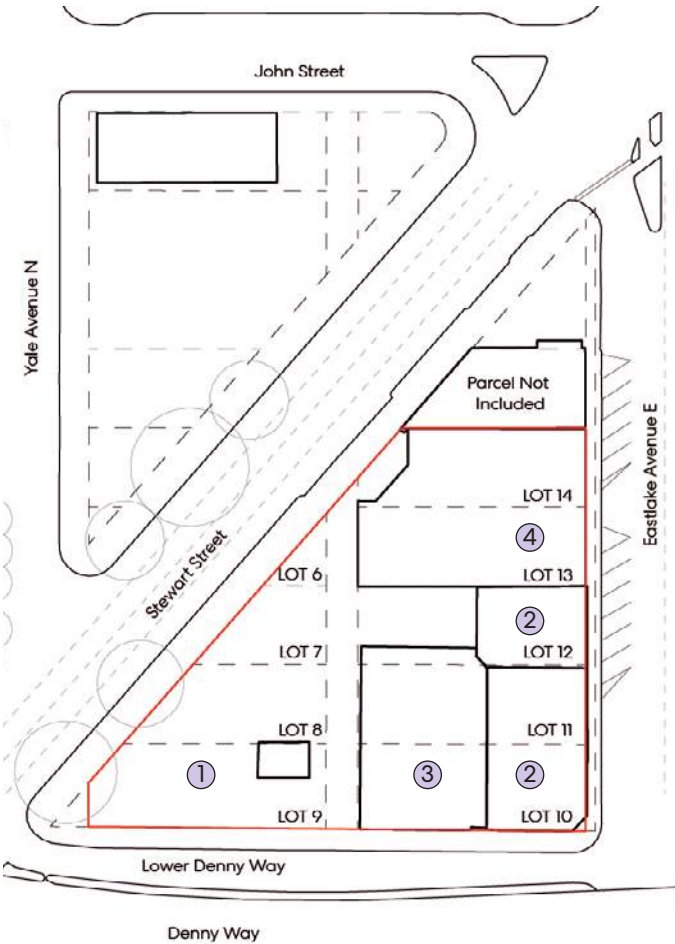 John Street
Yale Avenue N
Parcel Not
Included
Eastlake Avenue E
LOT 14
4
Stewart Street
LOT 6
LOT 13
2
LOT 7
LOT 12
LOT 8
LOT 11
1
3
2
LOT 9
LOT 10
Lower Denny Way
Denny Way